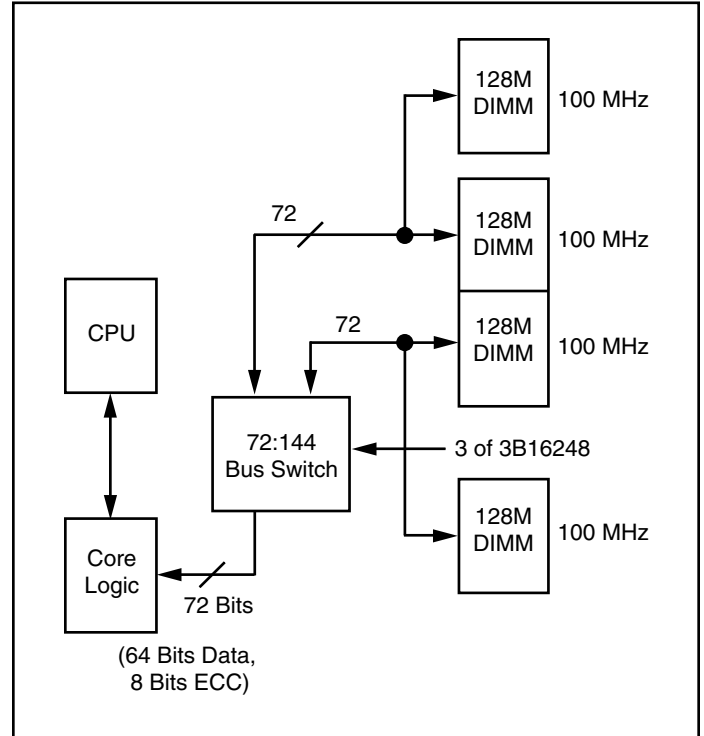 128M
DIMM
100 MHz
72
128M
DIMM
100 MHz
CPU
72
128M
DIMM
100 MHz
72:144
Bus Switch
3 of 3B16248
128M
DIMM
100 MHz
Core
Logic
72 Bits
(64 Bits Data,
8 Bits ECC)